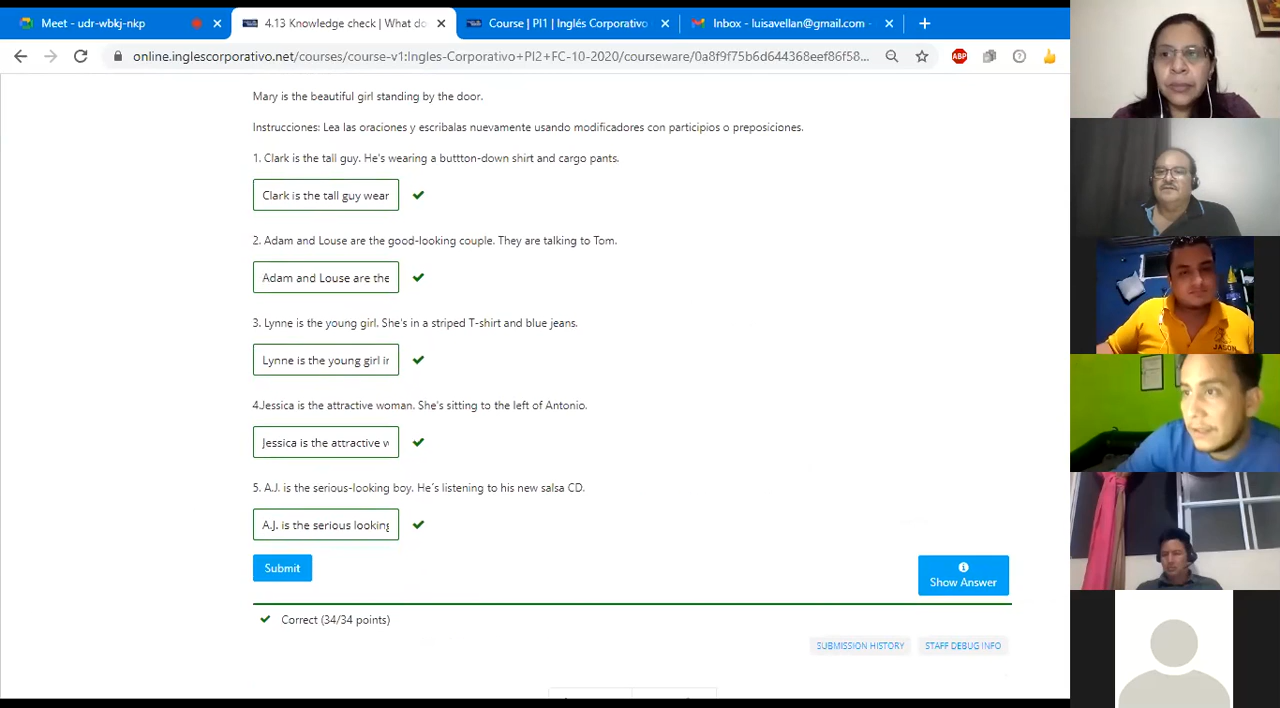 Meet - udr-wbkj-nkp
4.13 Knowledge check | What do
Course | PI1 | Inglés Corporativo
Inbox - luisavellan@gmail.com -
online.inglescorporativo.net/courses/course-v1:Ingles-Corporativo+PI2+FC-10-2020/courseware/0a8f9f75b6d644368eef86f58...
ABP
Mary is the beautiful girl standing by the door.
Instrucciones: Lea las oraciones y escribalas nuevamente usando modificadores con participios o preposiciones.
1. Clark is the tall guy. He's wearing a buttton-down shirt and cargo pants.
Clark is the tall guy wear
2. Adam and Louse are the good-looking couple. They are talking to Tom.
Adam and Louse are the
3. Lynne is the young girl. She's in a striped T-shirt and blue jeans.
Lynne is the young girl in
4.Jessica is the attractive woman. She's sitting to the left of Antonio.
Jessica is the attractive w
5. A.J. is the serious-looking boy. He's listening to his new salsa CD.
A.J. is the serious looking
Submit
Show Answer
Correct (34/34 points)
SUBMISSION HISTORY
STAFF DEBUG INFO
JASON